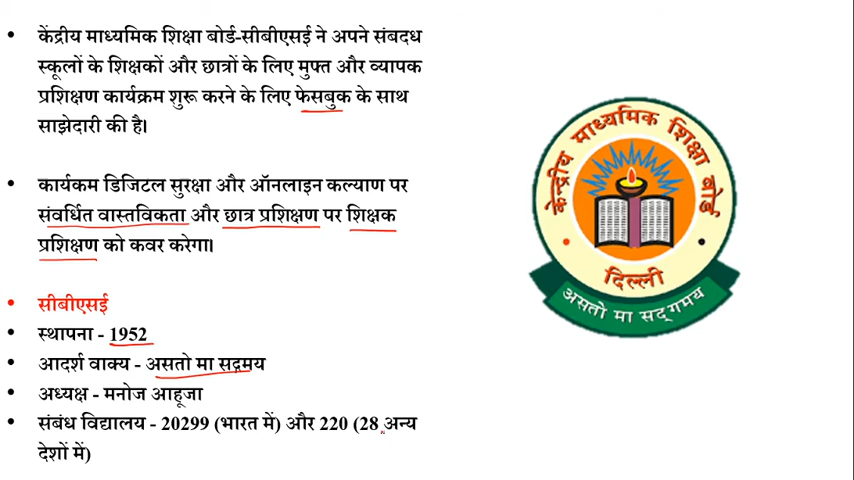 केंद्रीय माध्यमिक शिक्षा बोर्ड-सीबीएसई ने अपने संबदध
स्कूलों के शिक्षकों और छात्रों के लिए मुफ्त और व्यापक
प्रशिक्षण कार्यक्रम शुरू करने के लिए फेसबुक के साथ
साझेदारी की है।
कार्यकम डिजिटल सुरक्षा और ऑनलाइन कल्याण पर
संवर्धित वास्तविकता और छात्र प्रशिक्षण पर शिक्षक
प्रशिक्षण को कवर करेगा।
सीबीएसई
स्थापना - 1952
आदर्श वाक्य - असतो मा सद्गमय
अध्यक्ष - मनोज आहूजा
संबंध विद्यालय - 20299 (भारत में) और 220 (28 अन्य
देशों में)
केन्द्रीय माध्यमिक शिक्षा बोर्ड
दिल्ली
असतो मा सद्गमय